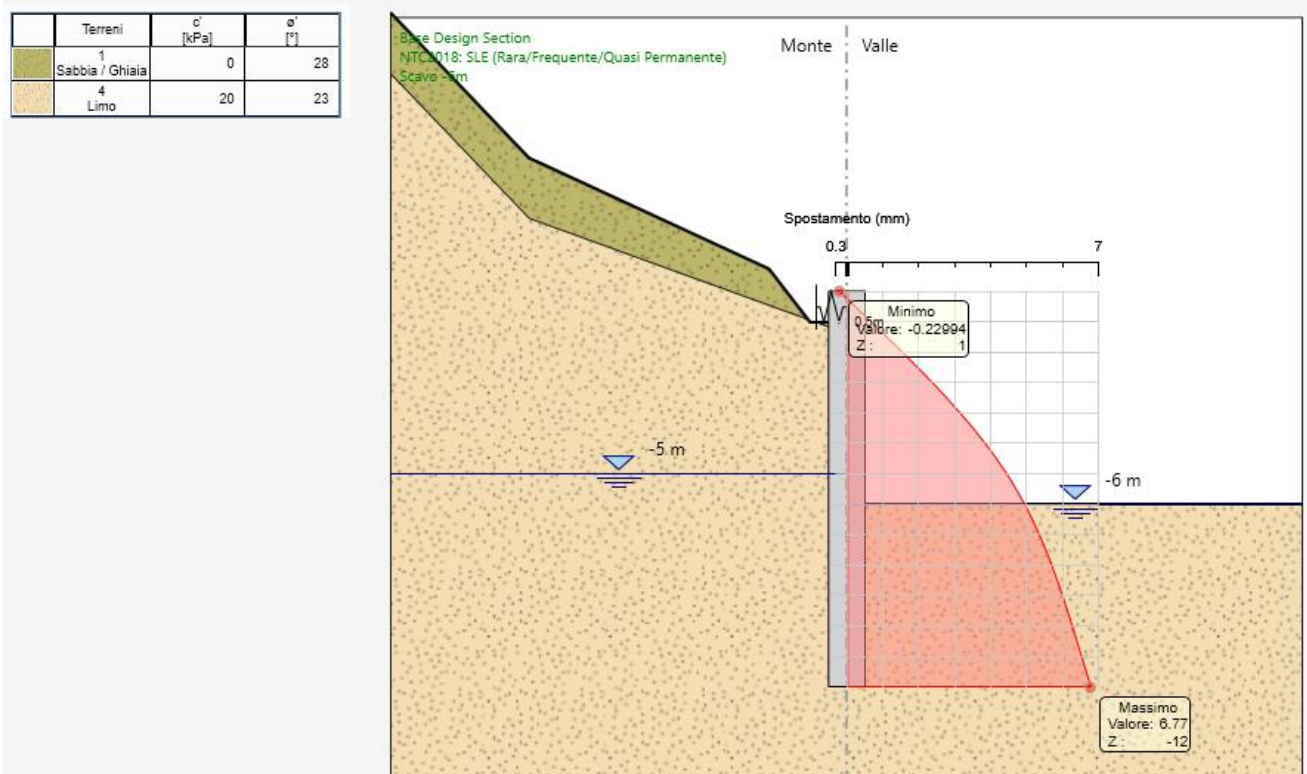 Terreni
c'
[kPa]
ø'
[°]
1
Sabbia / Ghiaia
0
28
4
Limo
20
23
Base Design Section
NTC2018: SLE (Rara/Frequente/Quasi Permanente)
Scavo -6m
Monte
Valle
Spostamento (mm)
0.3
7
0.5m
Minimo
Valore: -0.22994
Z : 1
-5 m
-6 m
Massimo
Valore: 6.77
Z : -12